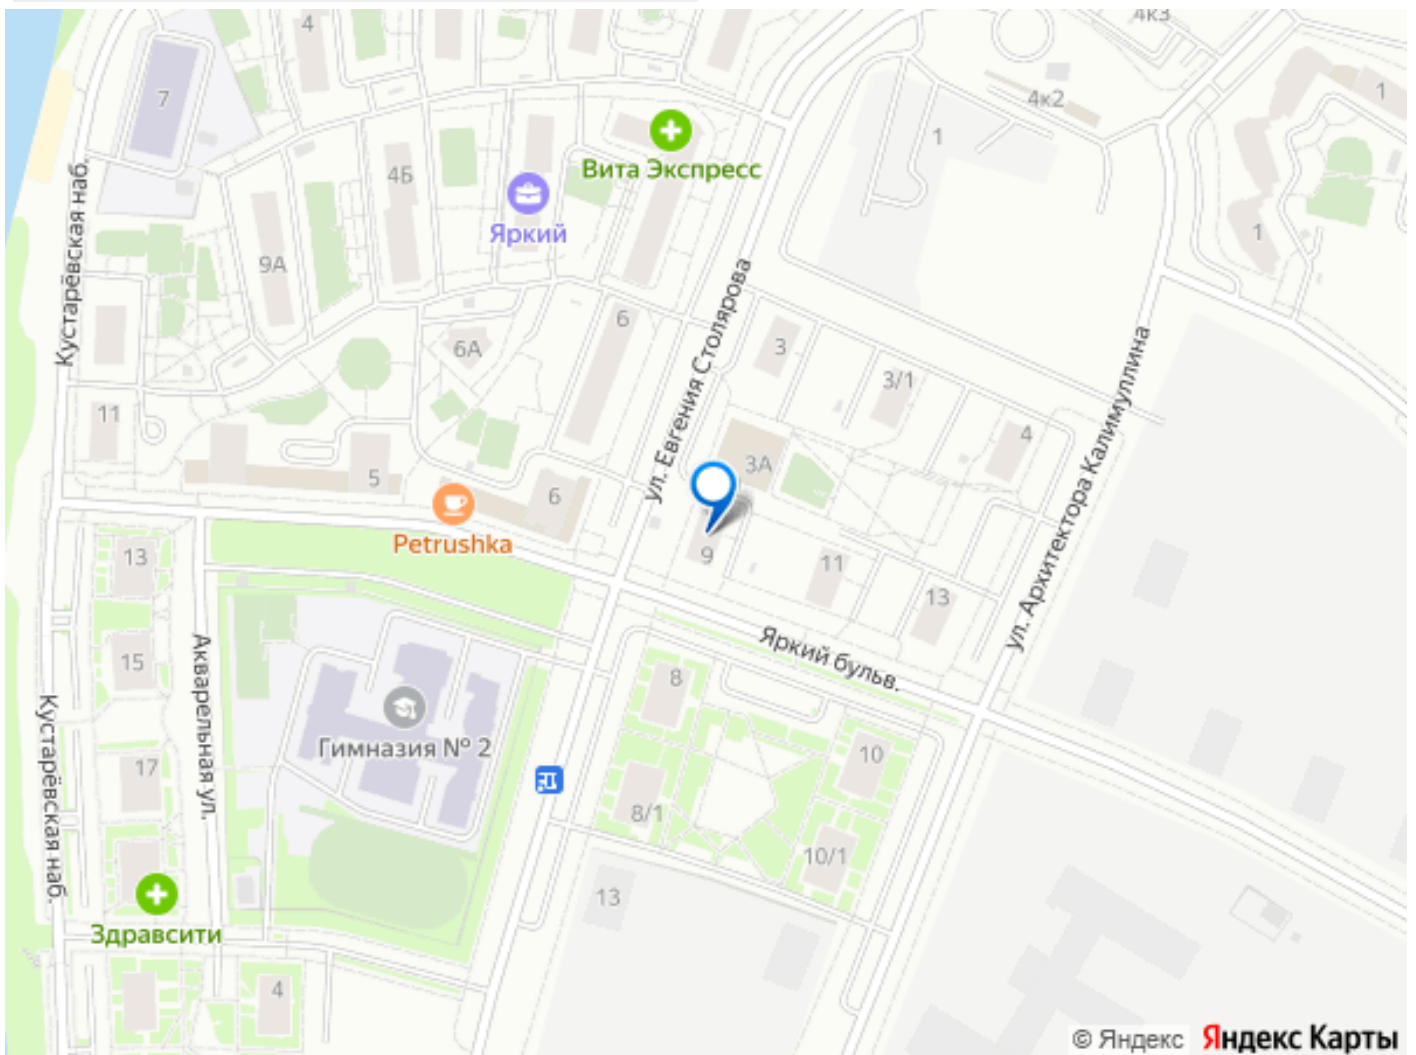 4
4к3
7
1
4к2
1
Вита Экспресс
4Б
Яркий
1
9А
Кустарёвская наб.
ул. Евгения Столярова
6
6А
3
3/1
4
11
ул. Архитектора Калимуллина
5
3А
6
Petrushka
9
11
13
13
Яркий бульв.
15
Акварельная ул.
8
Гимназия № 2
10
17
Кустарёвская наб.
8/1
10/1
13
Здравсити
4
© Яндекс Яндекс Карты